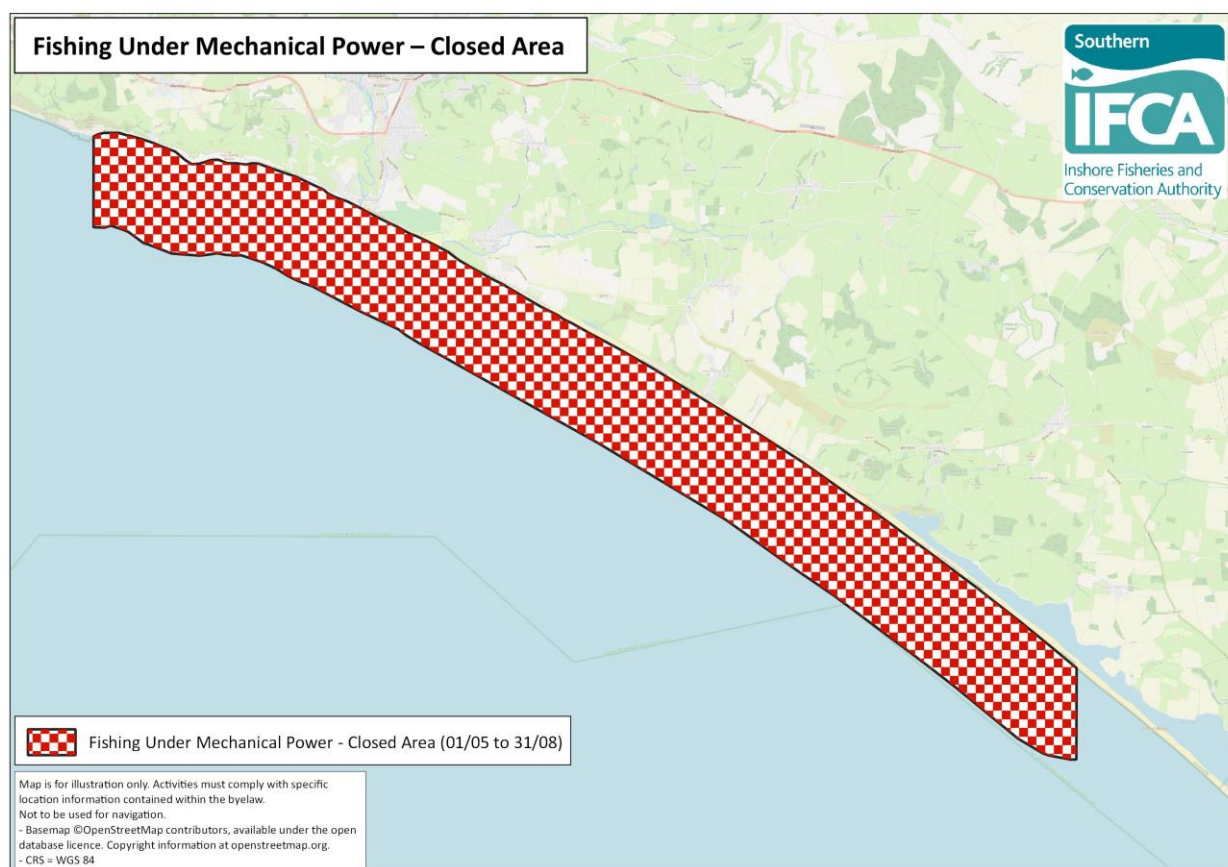 Fishing Under Mechanical Power – Closed Area
Southern
IFCA
Inshore Fisheries and
Conservation Authority
Fishing Under Mechanical Power - Closed Area (01/05 to 31/08)
Map is for illustration only. Activities must comply with specific
location information contained within the byelaw.
Not to be used for navigation.
- Basemap ©OpenStreetMap contributors, available under the open
database licence. Copyright information at openstreetmap.org.
- CRS = WGS 84